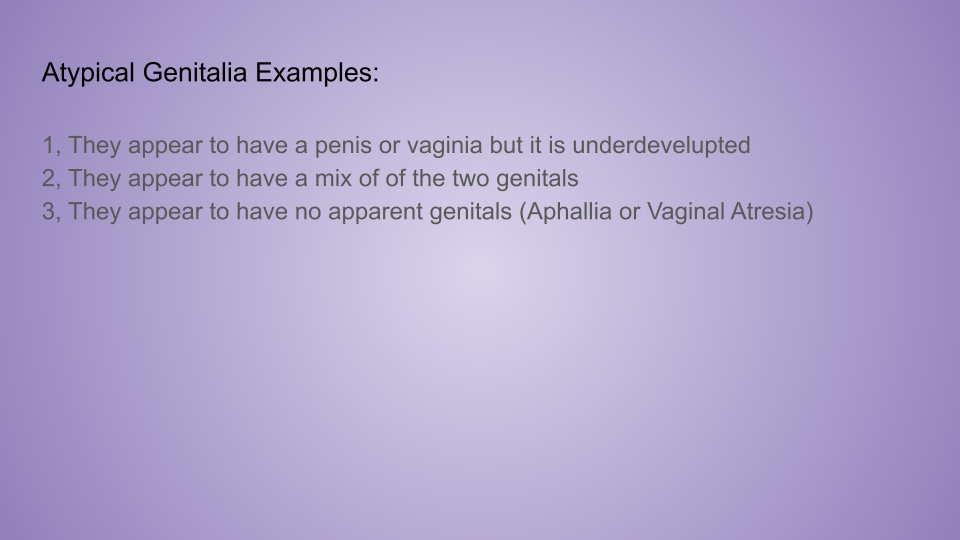 Atypical Genitalia Examples:
1, They appear to have a penis or vaginia but it is underdevelupted
2, They appear to have a mix of of the two genitals
3, They appear to have no apparent genitals (Aphallia or Vaginal Atresia)